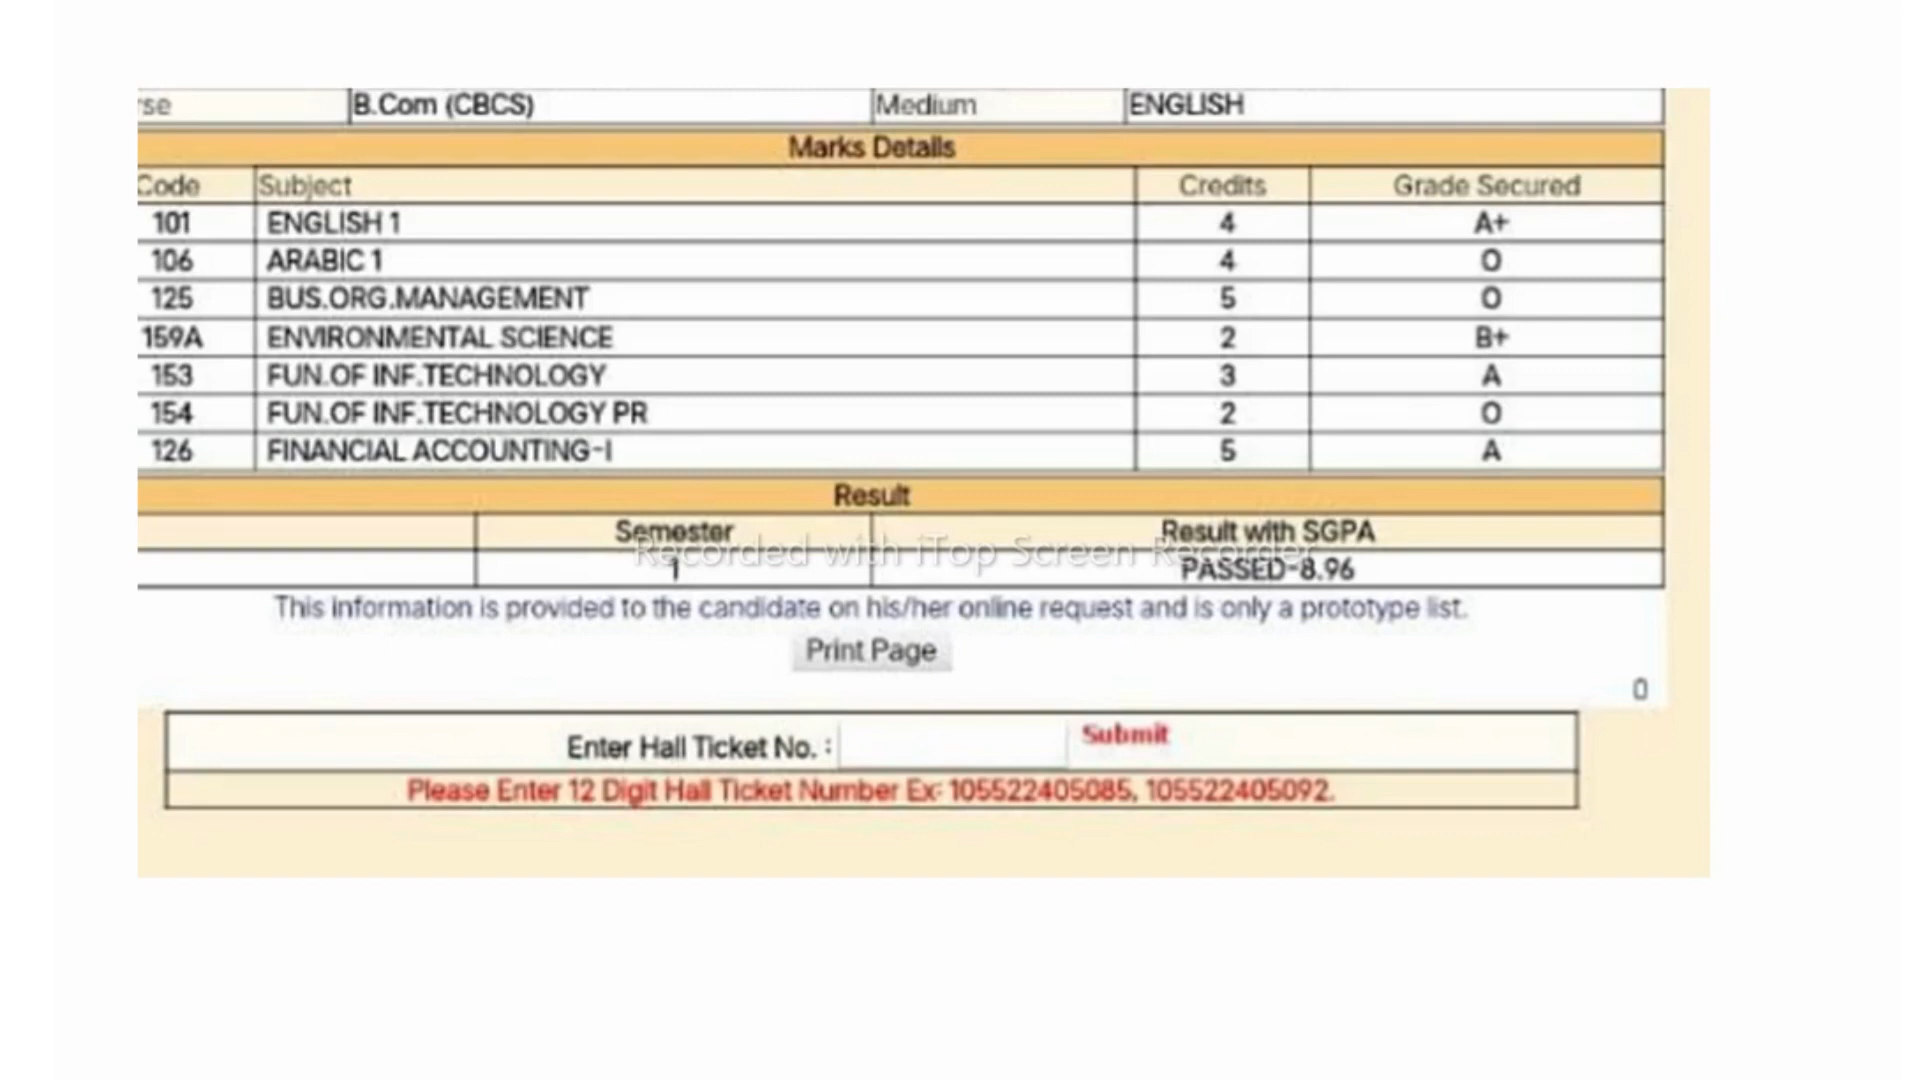 rse B.Com (CBCS) Medium ENGLISH
Marks Details
Code Subject Credits Grade Secured
101 ENGLISH 1 4 A+
106 ARABIC 1 4 O
125 BUS.ORG.MANAGEMENT 5 O
159A ENVIRONMENTAL SCIENCE 2 B+
153 FUN.OF INF.TECHNOLOGY 3 A
154 FUN.OF INF.TECHNOLOGY PR 2 O
126 FINANCIAL ACCOUNTING-I 5 A
Result
Semester Result with SGPA
Recorded with iTop Screen Recorder
1 PASSED-8.96
This information is provided to the candidate on his/her online request and is only a prototype list.
Print Page
0
Enter Hall Ticket No. : Submit
Please Enter 12 Digit Hall Ticket Number Ex: 105522405085, 105522405092.